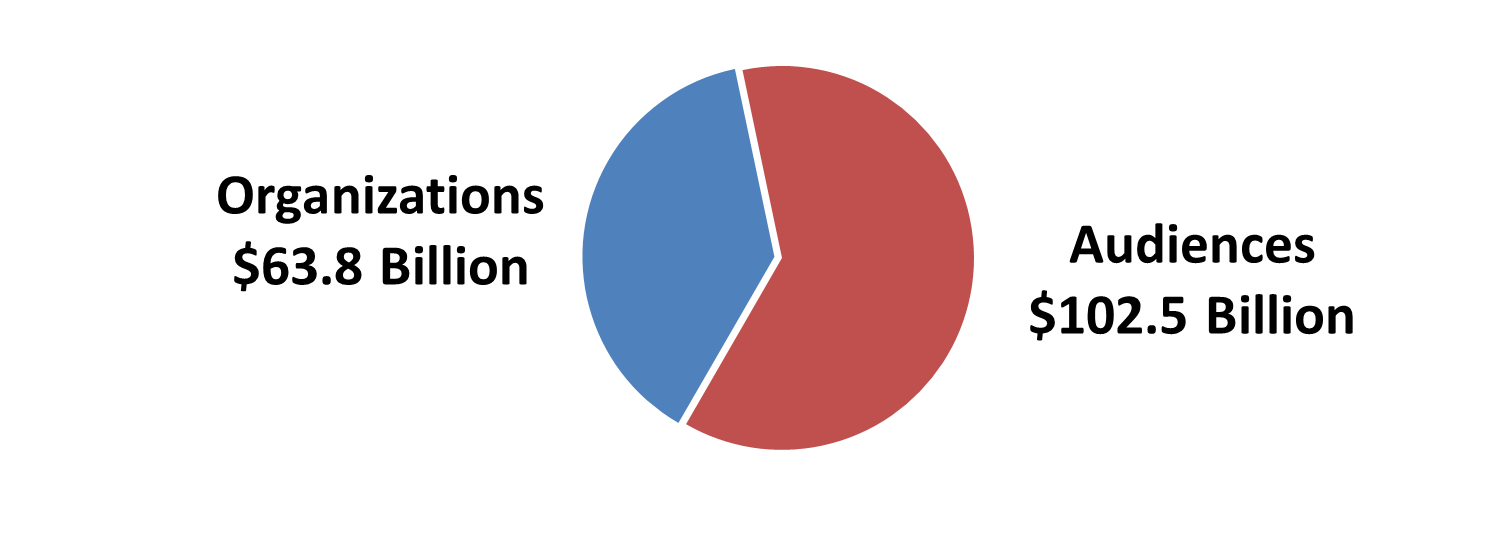 Organizations
$63.8 Billion
Audiences
$102.5 Billion